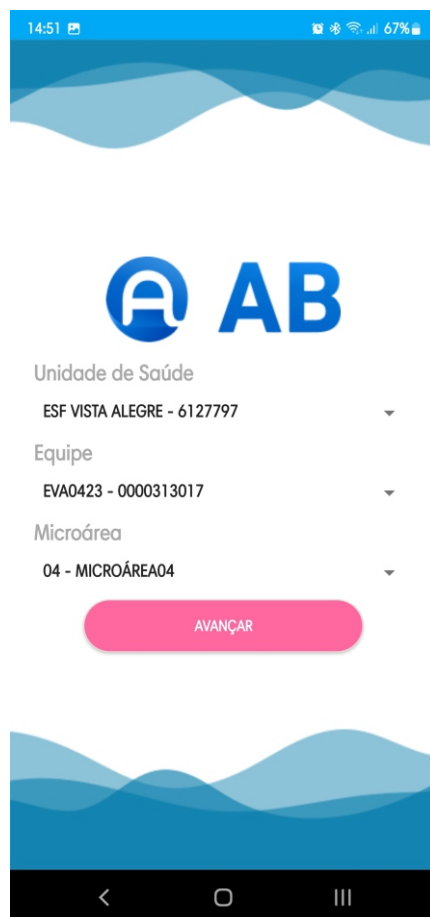 14:51 67%
AB
Unidade de Saúde
ESF VISTA ALEGRE - 6127797
Equipe
EVA0423 - 0000313017
Microárea
04 - MICROÁREA04
AVANÇAR